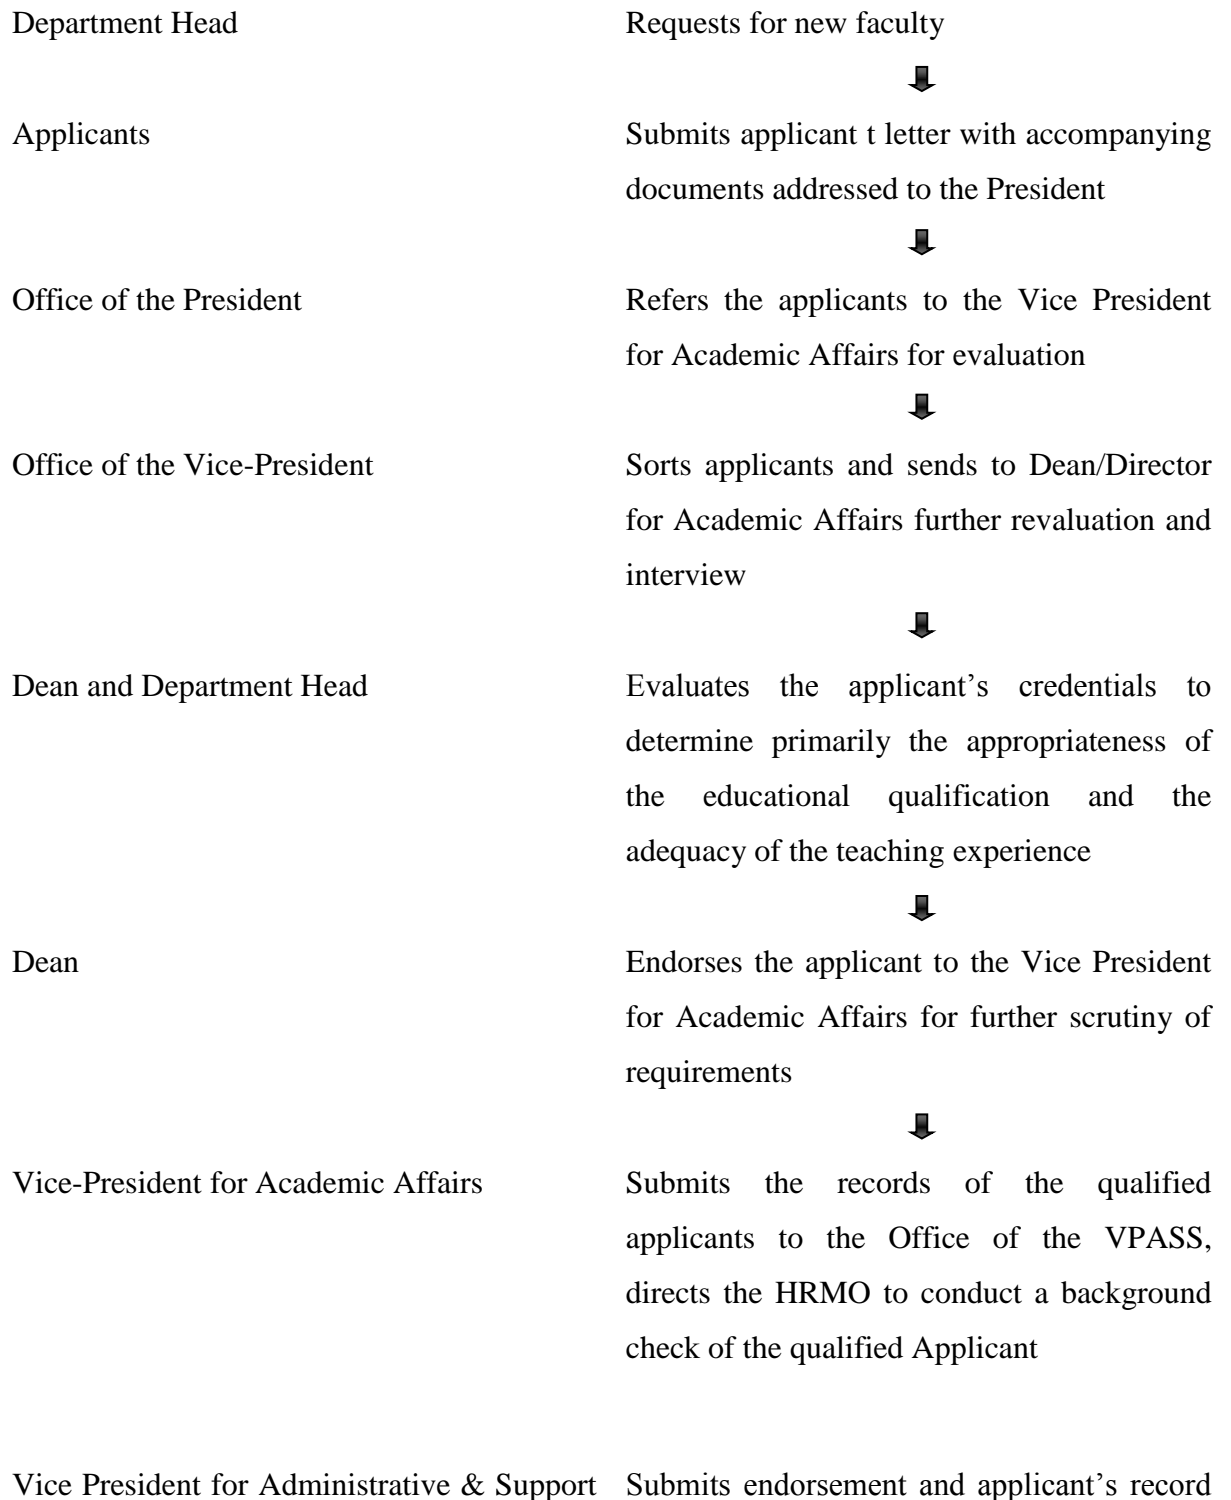 Department Head Requests for new faculty
Applicants Submits applicant t letter with accompanying
documents addressed to the President
Office of the President Refers the applicants to the Vice President
for Academic Affairs for evaluation
Office of the Vice-President Sorts applicants and sends to Dean/Director
for Academic Affairs further revaluation and
interview
Dean and Department Head Evaluates the applicant’s credentials to
determine primarily the appropriateness of
the educational qualification and the
adequacy of the teaching experience
Dean Endorses the applicant to the Vice President
for Academic Affairs for further scrutiny of
requirements
Vice-President for Academic Affairs Submits the records of the qualified
applicants to the Office of the VPASS,
directs the HRMO to conduct a background
check of the qualified Applicant
Vice President for Administrative & Support Submits endorsement and applicant’s record